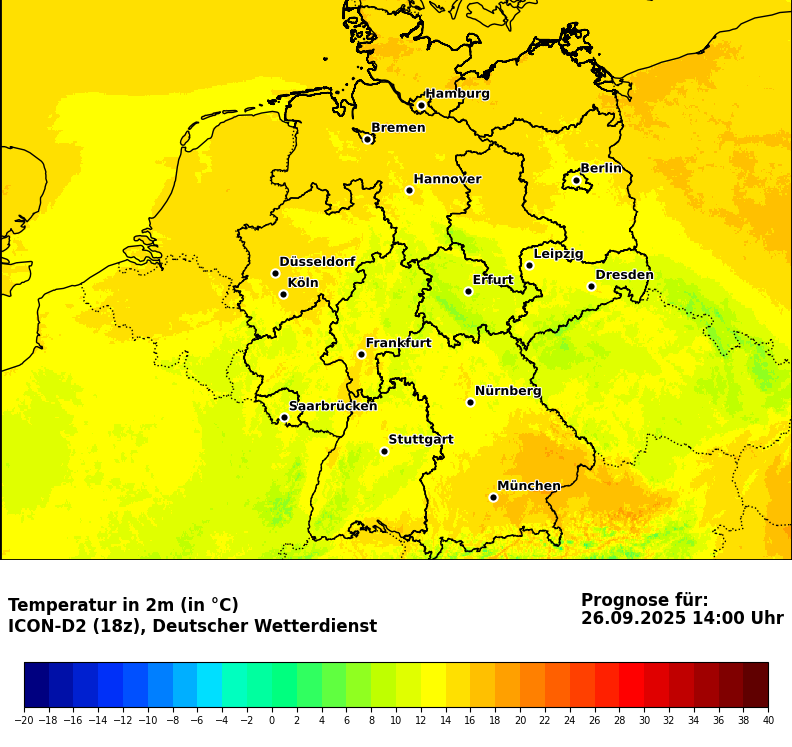 Hamburg
Bremen
Berlin
Hannover
Leipzig
Düsseldorf
Dresden
Köln
Erfurt
Frankfurt
Nürnberg
Saarbrücken
Stuttgart
München
Temperatur in 2m (in °C)
ICON-D2 (18z), Deutscher Wetterdienst
Prognose für:
26.09.2025 14:00 Uhr
−20 −18 −16 −14 −12 −10 −8 −6 −4 −2 0 2 4 6 8 10 12 14 16 18 20 22 24 26 28 30 32 34 36 38 40